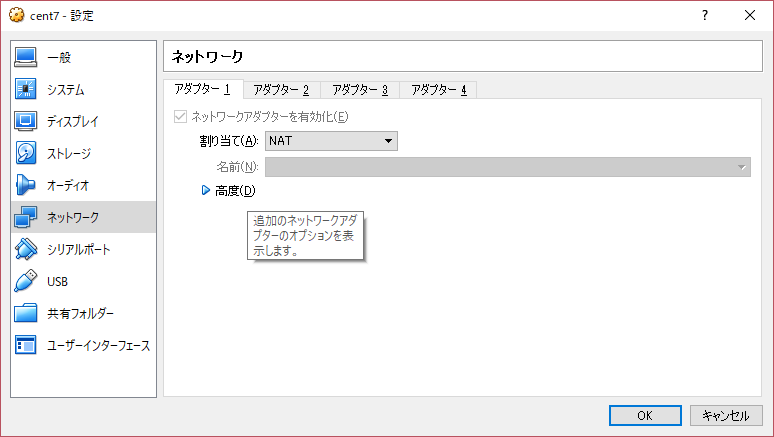 cent7 - 設定
?
一般
システム
ディスプレイ
ストレージ
オーディオ
ネットワーク
シリアルポート
USB
共有フォルダー
ユーザーインターフェース
ネットワーク
アダプター 1
アダプター 2
アダプター 3
アダプター 4
ネットワークアダプターを有効化(E)
割り当て(A):
NAT
名前(N):
高度(D)
追加のネットワークアダ
プターのオプションを表
示します。
OK
キャンセル